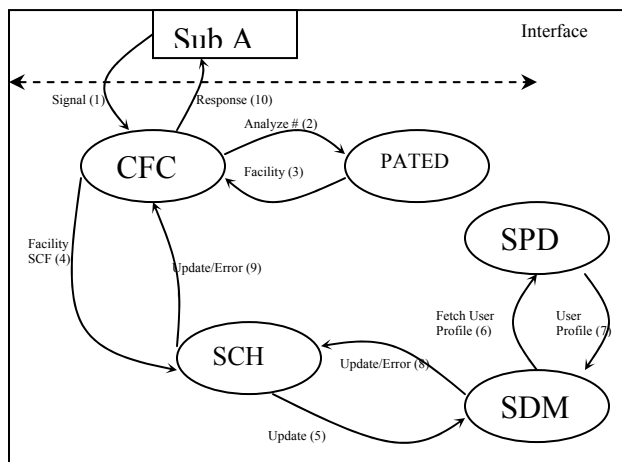 Sub A
Interface
Signal (1)
Response (10)
Analyze # (2)
CFC
PATED
Facility (3)
SPD
Facility
SCF (4)
Update/Error (9)
Fetch User
Profile (6)
User
Profile (7)
SCH
Update/Error (8)
SDM
Update (5)